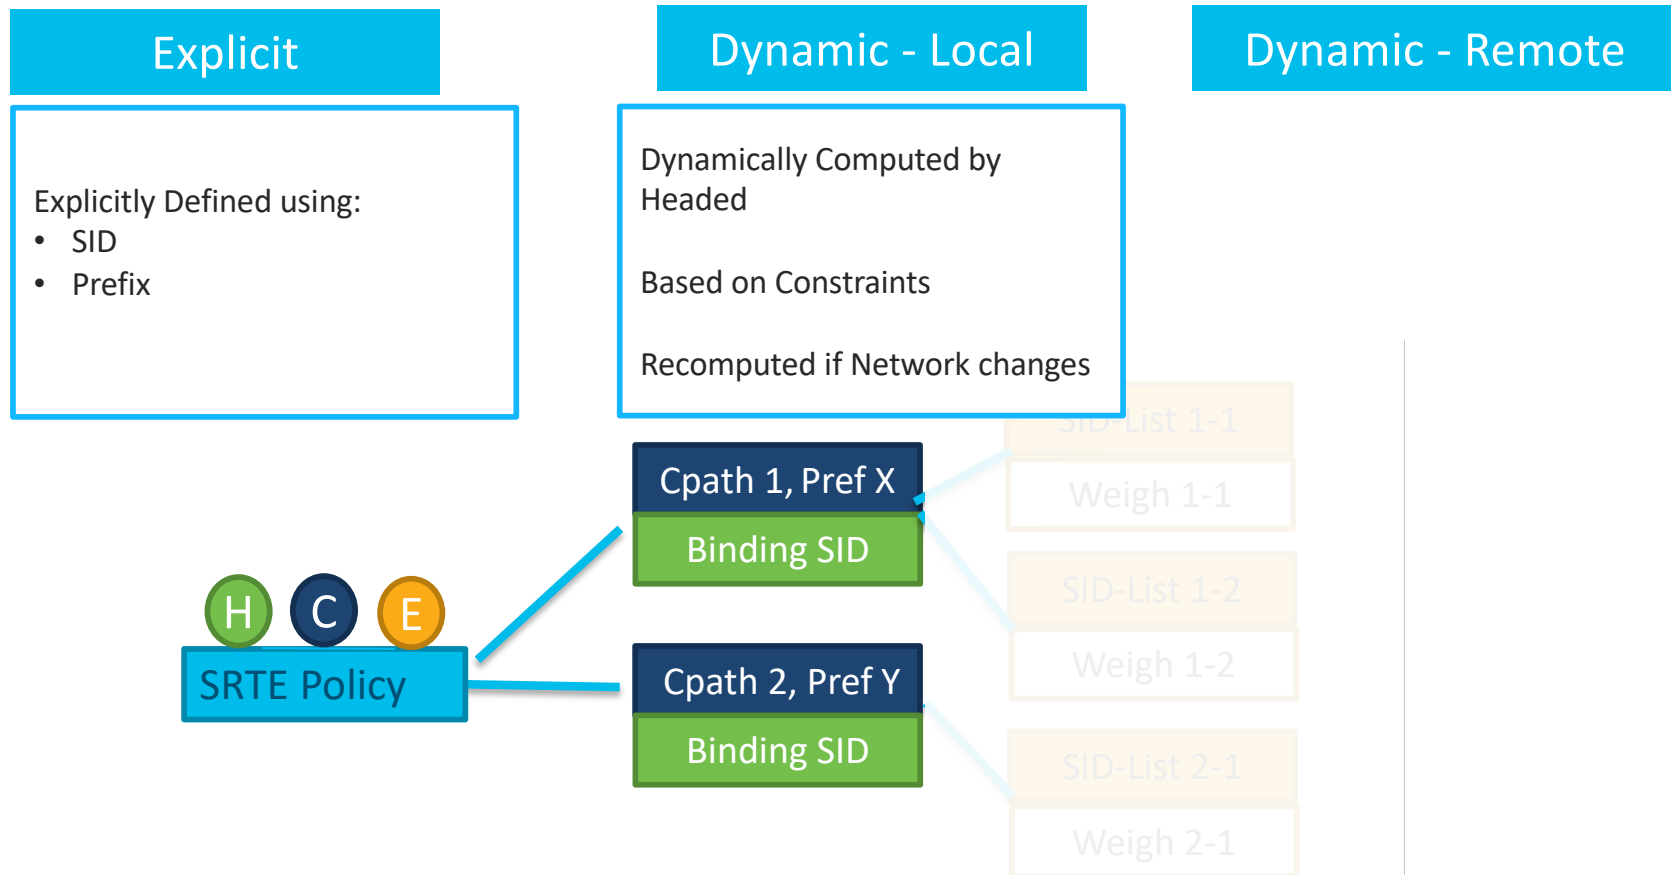 Explicit
Dynamic - Local
Dynamic - Remote
Explicitly Defined using:
• SID
• Prefix
Dynamically Computed by
Headed
Based on Constraints
Recomputed if Network changes
SID-List 1-1
Cpath 1, Pref X
Weigh 1-1
Binding SID
SID-List 1-2
H C E
Weigh 1-2
SRTE Policy
Cpath 2, Pref Y
Binding SID
SID-List 2-1
Weigh 2-1